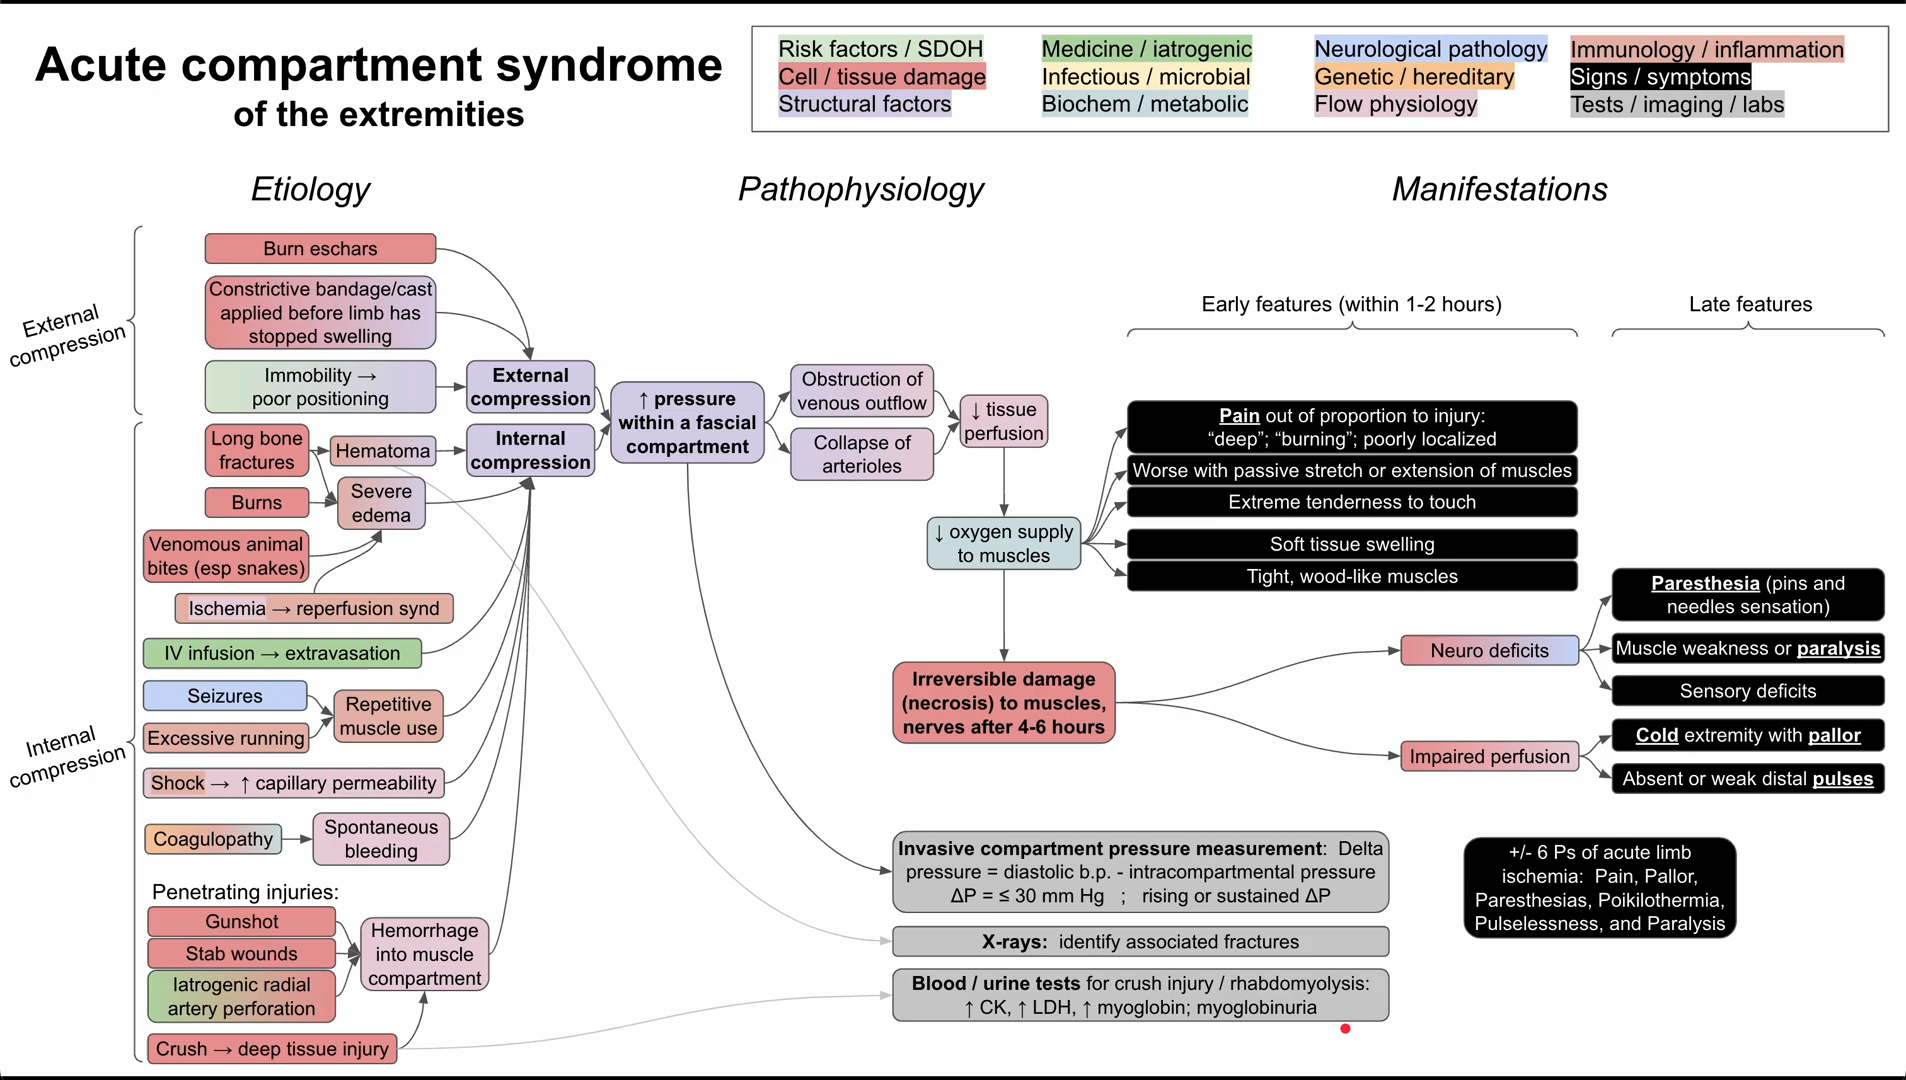 Acute compartment syndrome
of the extremities
Risk factors / SDOH
Cell / tissue damage
Structural factors
Medicine / iatrogenic
Infectious / microbial
Biochem / metabolic
Neurological pathology
Genetic / hereditary
Flow physiology
Immunology / inflammation
Signs / symptoms
Tests / imaging / labs
Etiology
Pathophysiology
Manifestations
External
compression
Burn eschars
Constrictive bandage/cast
applied before limb has
stopped swelling
Immobility →
poor positioning
External
compression
Internal
compression
Long bone
fractures
Hematoma
Burns
Severe
edema
Venomous animal
bites (esp snakes)
Ischemia → reperfusion synd
IV infusion → extravasation
Seizures
Excessive running
Repetitive
muscle use
Shock → ↑ capillary permeability
Coagulopathy
Spontaneous
bleeding
Penetrating injuries:
Gunshot
Stab wounds
Iatrogenic radial
artery perforation
Hemorrhage
into muscle
compartment
Crush → deep tissue injury
Internal
compression
↑ pressure
within a fascial
compartment
Obstruction of
venous outflow
Collapse of
arterioles
↓ tissue
perfusion
↓ oxygen supply
to muscles
Irreversible damage
(necrosis) to muscles,
nerves after 4-6 hours
Early features (within 1-2 hours)
Pain out of proportion to injury:
“deep”; “burning”; poorly localized
Worse with passive stretch or extension of muscles
Extreme tenderness to touch
Soft tissue swelling
Tight, wood-like muscles
Late features
Neuro deficits
Paresthesia (pins and
needles sensation)
Muscle weakness or paralysis
Sensory deficits
Impaired perfusion
Cold extremity with pallor
Absent or weak distal pulses
Invasive compartment pressure measurement: Delta
pressure = diastolic b.p. - intracompartmental pressure
ΔP = ≤ 30 mm Hg ; rising or sustained ΔP
X-rays: identify associated fractures
Blood / urine tests for crush injury / rhabdomyolysis:
↑ CK, ↑ LDH, ↑ myoglobin; myoglobinuria
+/- 6 Ps of acute limb
ischemia: Pain, Pallor,
Paresthesias, Poikilothermia,
Pulselessness, and Paralysis